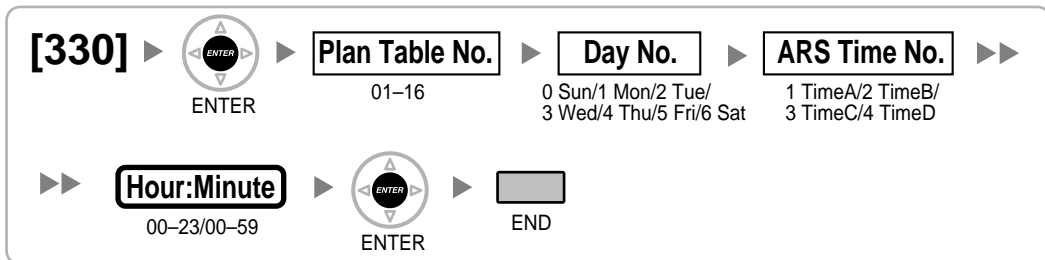 [330] ENTER Plan Table No. Day No. ARS Time No.
ENTER 01–16 0 Sun/1 Mon/2 Tue/ 1 TimeA/2 TimeB/
3 Wed/4 Thu/5 Fri/6 Sat 3 TimeC/4 TimeD
Hour:Minute ENTER
00–23/00–59 ENTER END